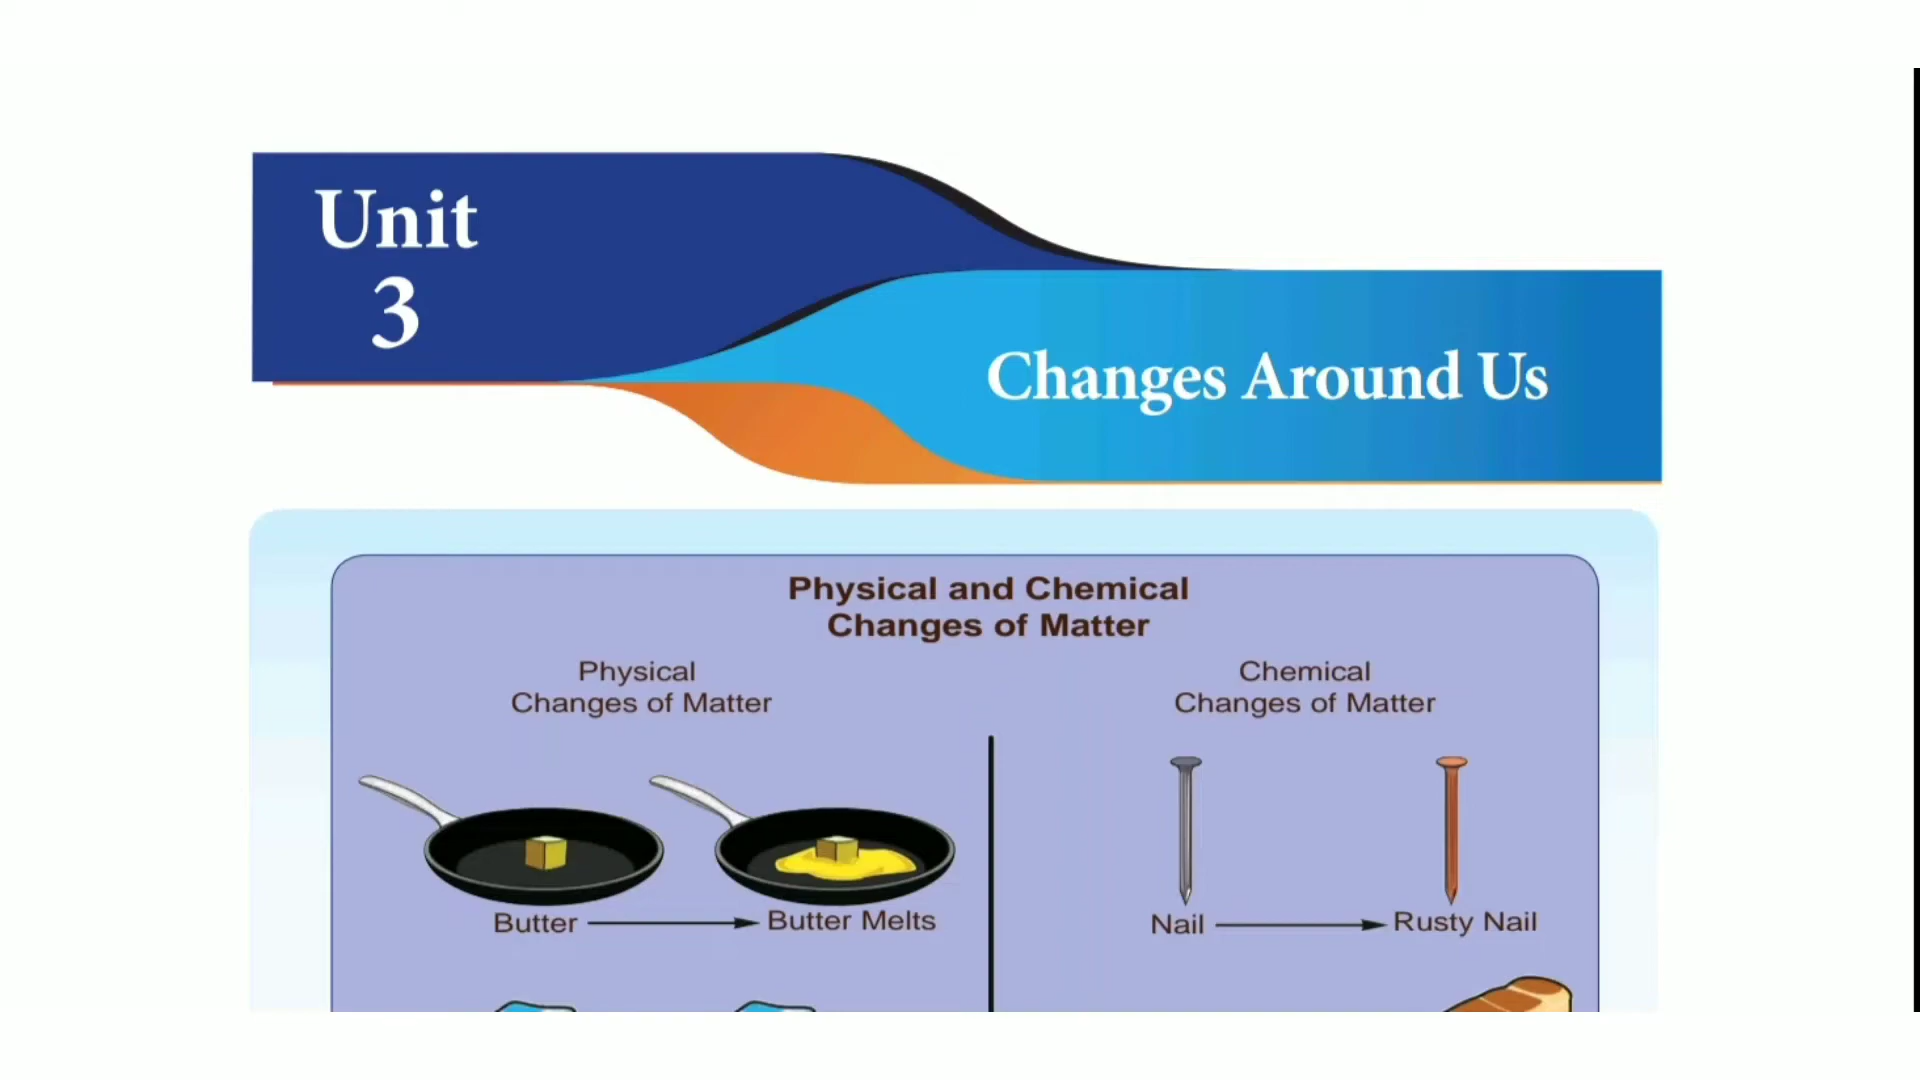 Unit
3
Changes Around Us
Physical and Chemical
Changes of Matter
Physical
Changes of Matter
Chemical
Changes of Matter
Butter
Butter Melts
Nail
Rusty Nail